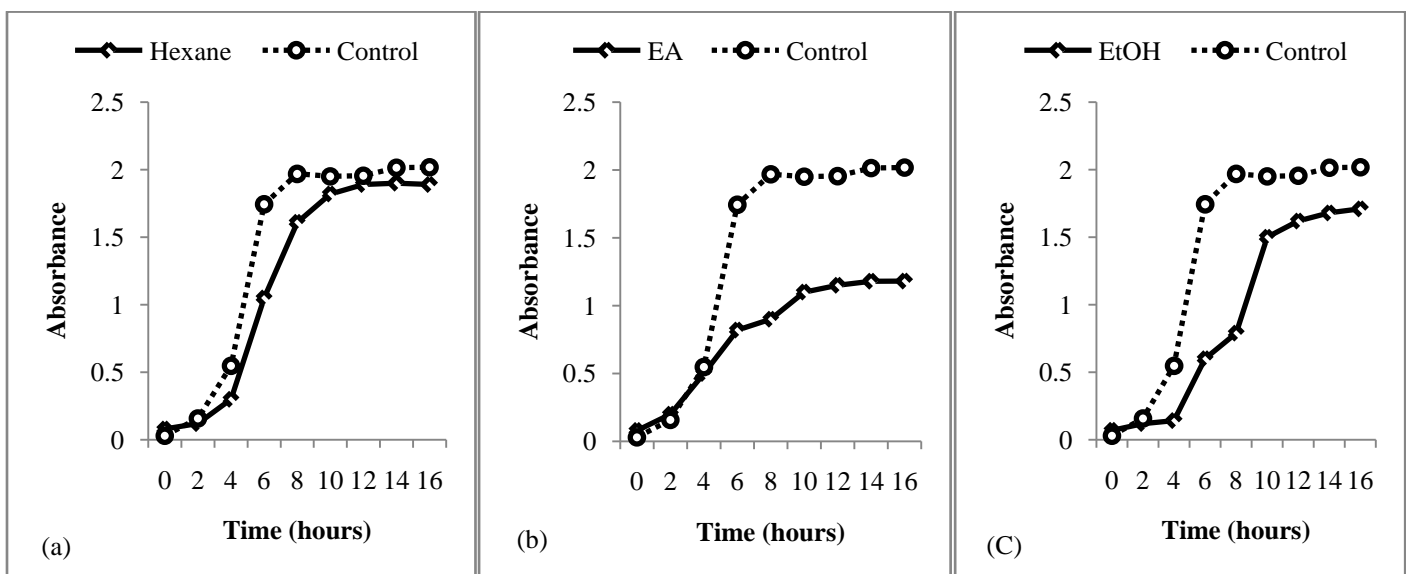 Hexane Control
2.5
2
1.5
1
0.5
0
0 2 4 6 8 10 12 14 16
Absorbance
Time (hours)
(a)
EA Control
2.5
2
1.5
1
0.5
0
0 2 4 6 8 10 12 14 16
Absorbance
Time (hours)
(b)
EtOH Control
2.5
2
1.5
1
0.5
0
0 2 4 6 8 10 12 14 16
Absorbance
Time (hours)
(C)